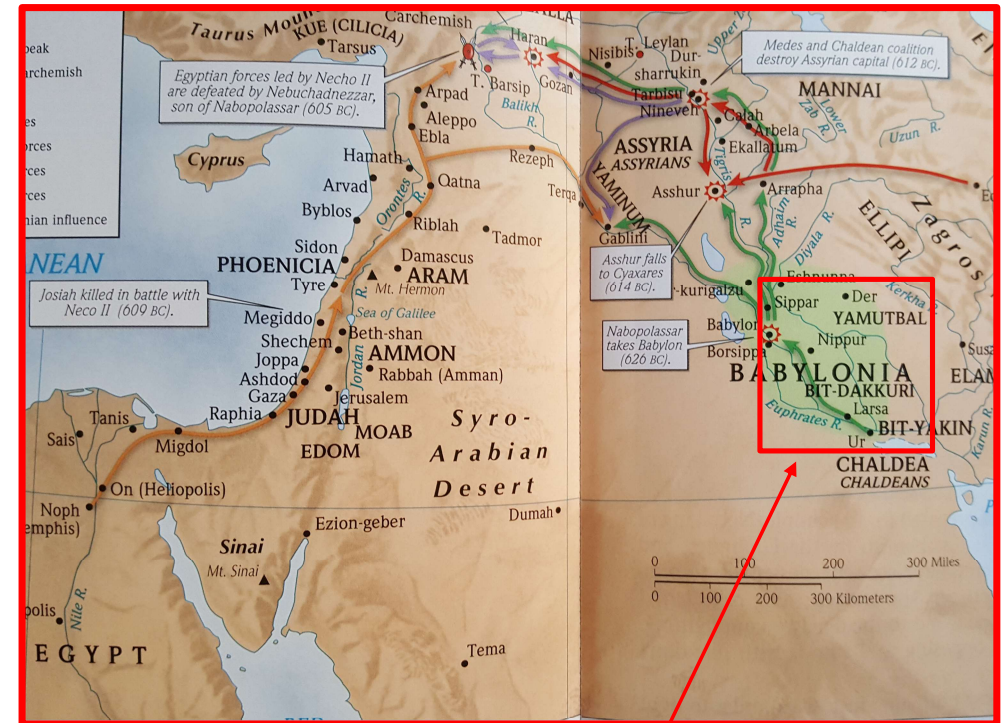 peak
archemish
es
orces
rces
rces
nian influence
Taurus Mount
KUE (CILICIA)
Tarsus
Carchemish
Haran
Nisibis
T. Leylan
Dur-
sharrukin
Upper Z
Medes and Chaldean coalition
destroy Assyrian capital (612 BC).
Egyptian forces led by Necho II
are defeated by Nebuchadnezzar,
son of Nabopolassar (605 BC).
T. Barsip
Gozan
Balikh
R.
Tarbisu
Nineveh
MANNAI
Lower
Zab R.
Uzun R.
Arpad
Aleppo
Ebla
Calah
Arbela
Ekallatum
ASSYRIA
ASSYRIANS
Tigris
R.
Cyprus
Hamath
Rezeph
Arvad
Orontes
R.
Qatna
Terqa
YAMINUM
Asshur
Arrapha
Adhaim
R.
Byblos
Riblah
Tadmor
Gablini
Diyala R.
ELLIPI
Zagros
NEAN
Sidon
PHOENICIA
Tyre
Damascus
ARAM
Mt. Hermon
Asshur falls
to Cyaxares
(614 BC).
-kurigalzu
Eshnunna
Sippar
Der
YAMUTBAL
Kerkha R.
Josiah killed in battle with
Neco II (609 BC).
Megiddo
R.
Sea of Galilee
Shechem
Beth-shan
Joppa
AMMON
Jordan
Rabbah (Amman)
Ashdod
Gaza
Jerusalem
Raphia
JUDAH
MOAB
EDOM
Nabopolassar
takes Babylon
(626 BC).
Babylon
Borsippa
Nippur
Susa
BABYLONIA
BIT-DAKKURI
ELAM
Euphrates R.
Larsa
Ur
BIT-YAKIN
Karun R.
CHALDEA
CHALDEANS
Tanis
Sais
Migdol
Syro-
Arabian
Desert
On (Heliopolis)
Noph
emphis)
Dumah
Ezion-geber
Sinai
Mt. Sinai
0 100 200 300 Miles
0 100 200 300 Kilometers
polis
Nile R.
EGYPT
Tema